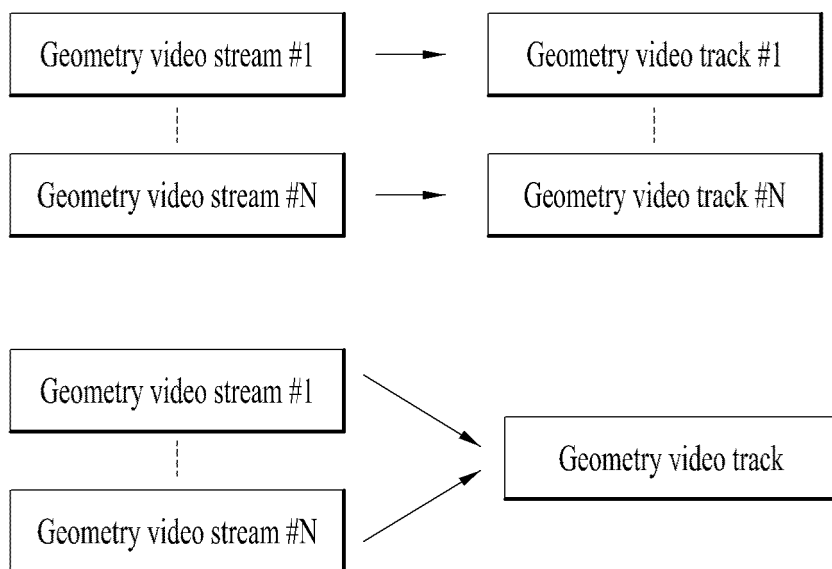 Geometry video stream #1
Geometry video track #1
Geometry video stream #N
Geometry video track #N
Geometry video stream #1
Geometry video track
Geometry video stream #N